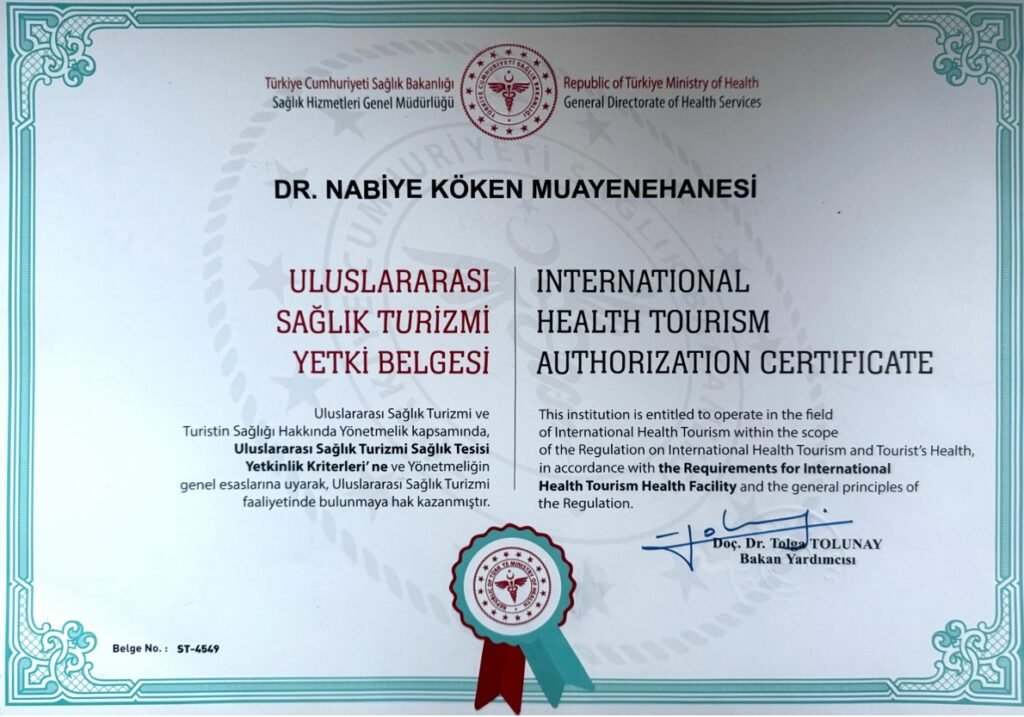 Türkiye Cumhuriyeti Sağlık Bakanlığı
Sağlık Hizmetleri Genel Müdürlüğü
TÜRKİYE CUMHURİYETİ SAĞLIK BAKANLIĞI
Republic of Türkiye Ministry of Health
General Directorate of Health Services
DR. NABİYE KÖKEN MUAYENEHANESİ
ULUSLARARASI
SAĞLIK TURİZMİ
YETKİ BELGESİ
INTERNATIONAL
HEALTH TOURISM
AUTHORIZATION CERTIFICATE
Uluslararası Sağlık Turizmi ve
Turistin Sağlığı Hakkında Yönetmelik kapsamında,
Uluslararası Sağlık Turizmi Sağlık Tesisi
Yetkinlik Kriterleri' ne ve Yönetmeliğin
genel esaslarına uyarak, Uluslararası Sağlık Turizmi
faaliyetinde bulunmaya hak kazanmıştır.
This institution is entitled to operate in the field
of International Health Tourism within the scope
of the Regulation on International Health Tourism and Tourist's Health,
in accordance with the Requirements for International
Health Tourism Health Facility and the general principles of
the Regulation.
Doç. Dr. Tolga TOLUNAY
Bakan Yardımcısı
Belge No. : ST-4549